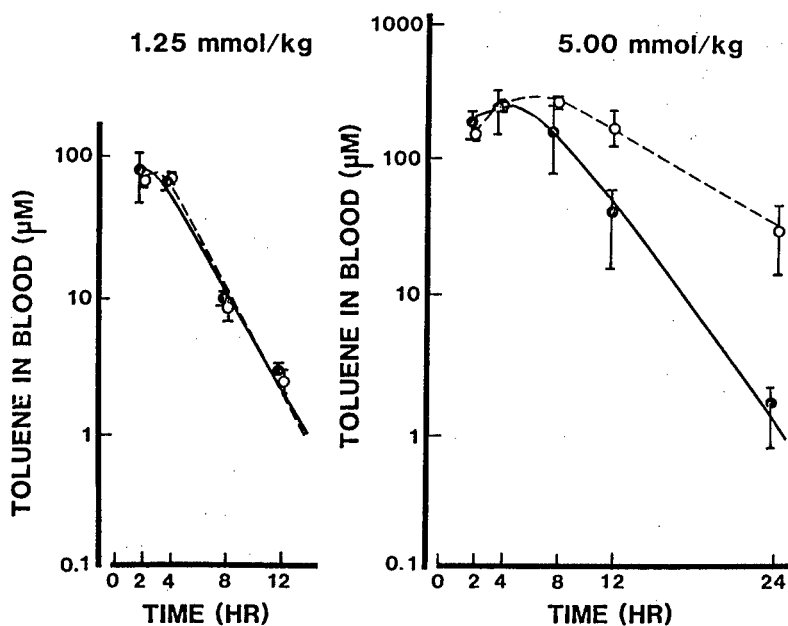 1.25 mmol/kg
TOLUENE IN BLOOD (µM)
100
10
1
0.1
0 2 4 8 12
TIME (HR)
5.00 mmol/kg
TOLUENE IN BLOOD (µM)
1000
100
10
1
0.1
0 2 4 8 12 24
TIME (HR)